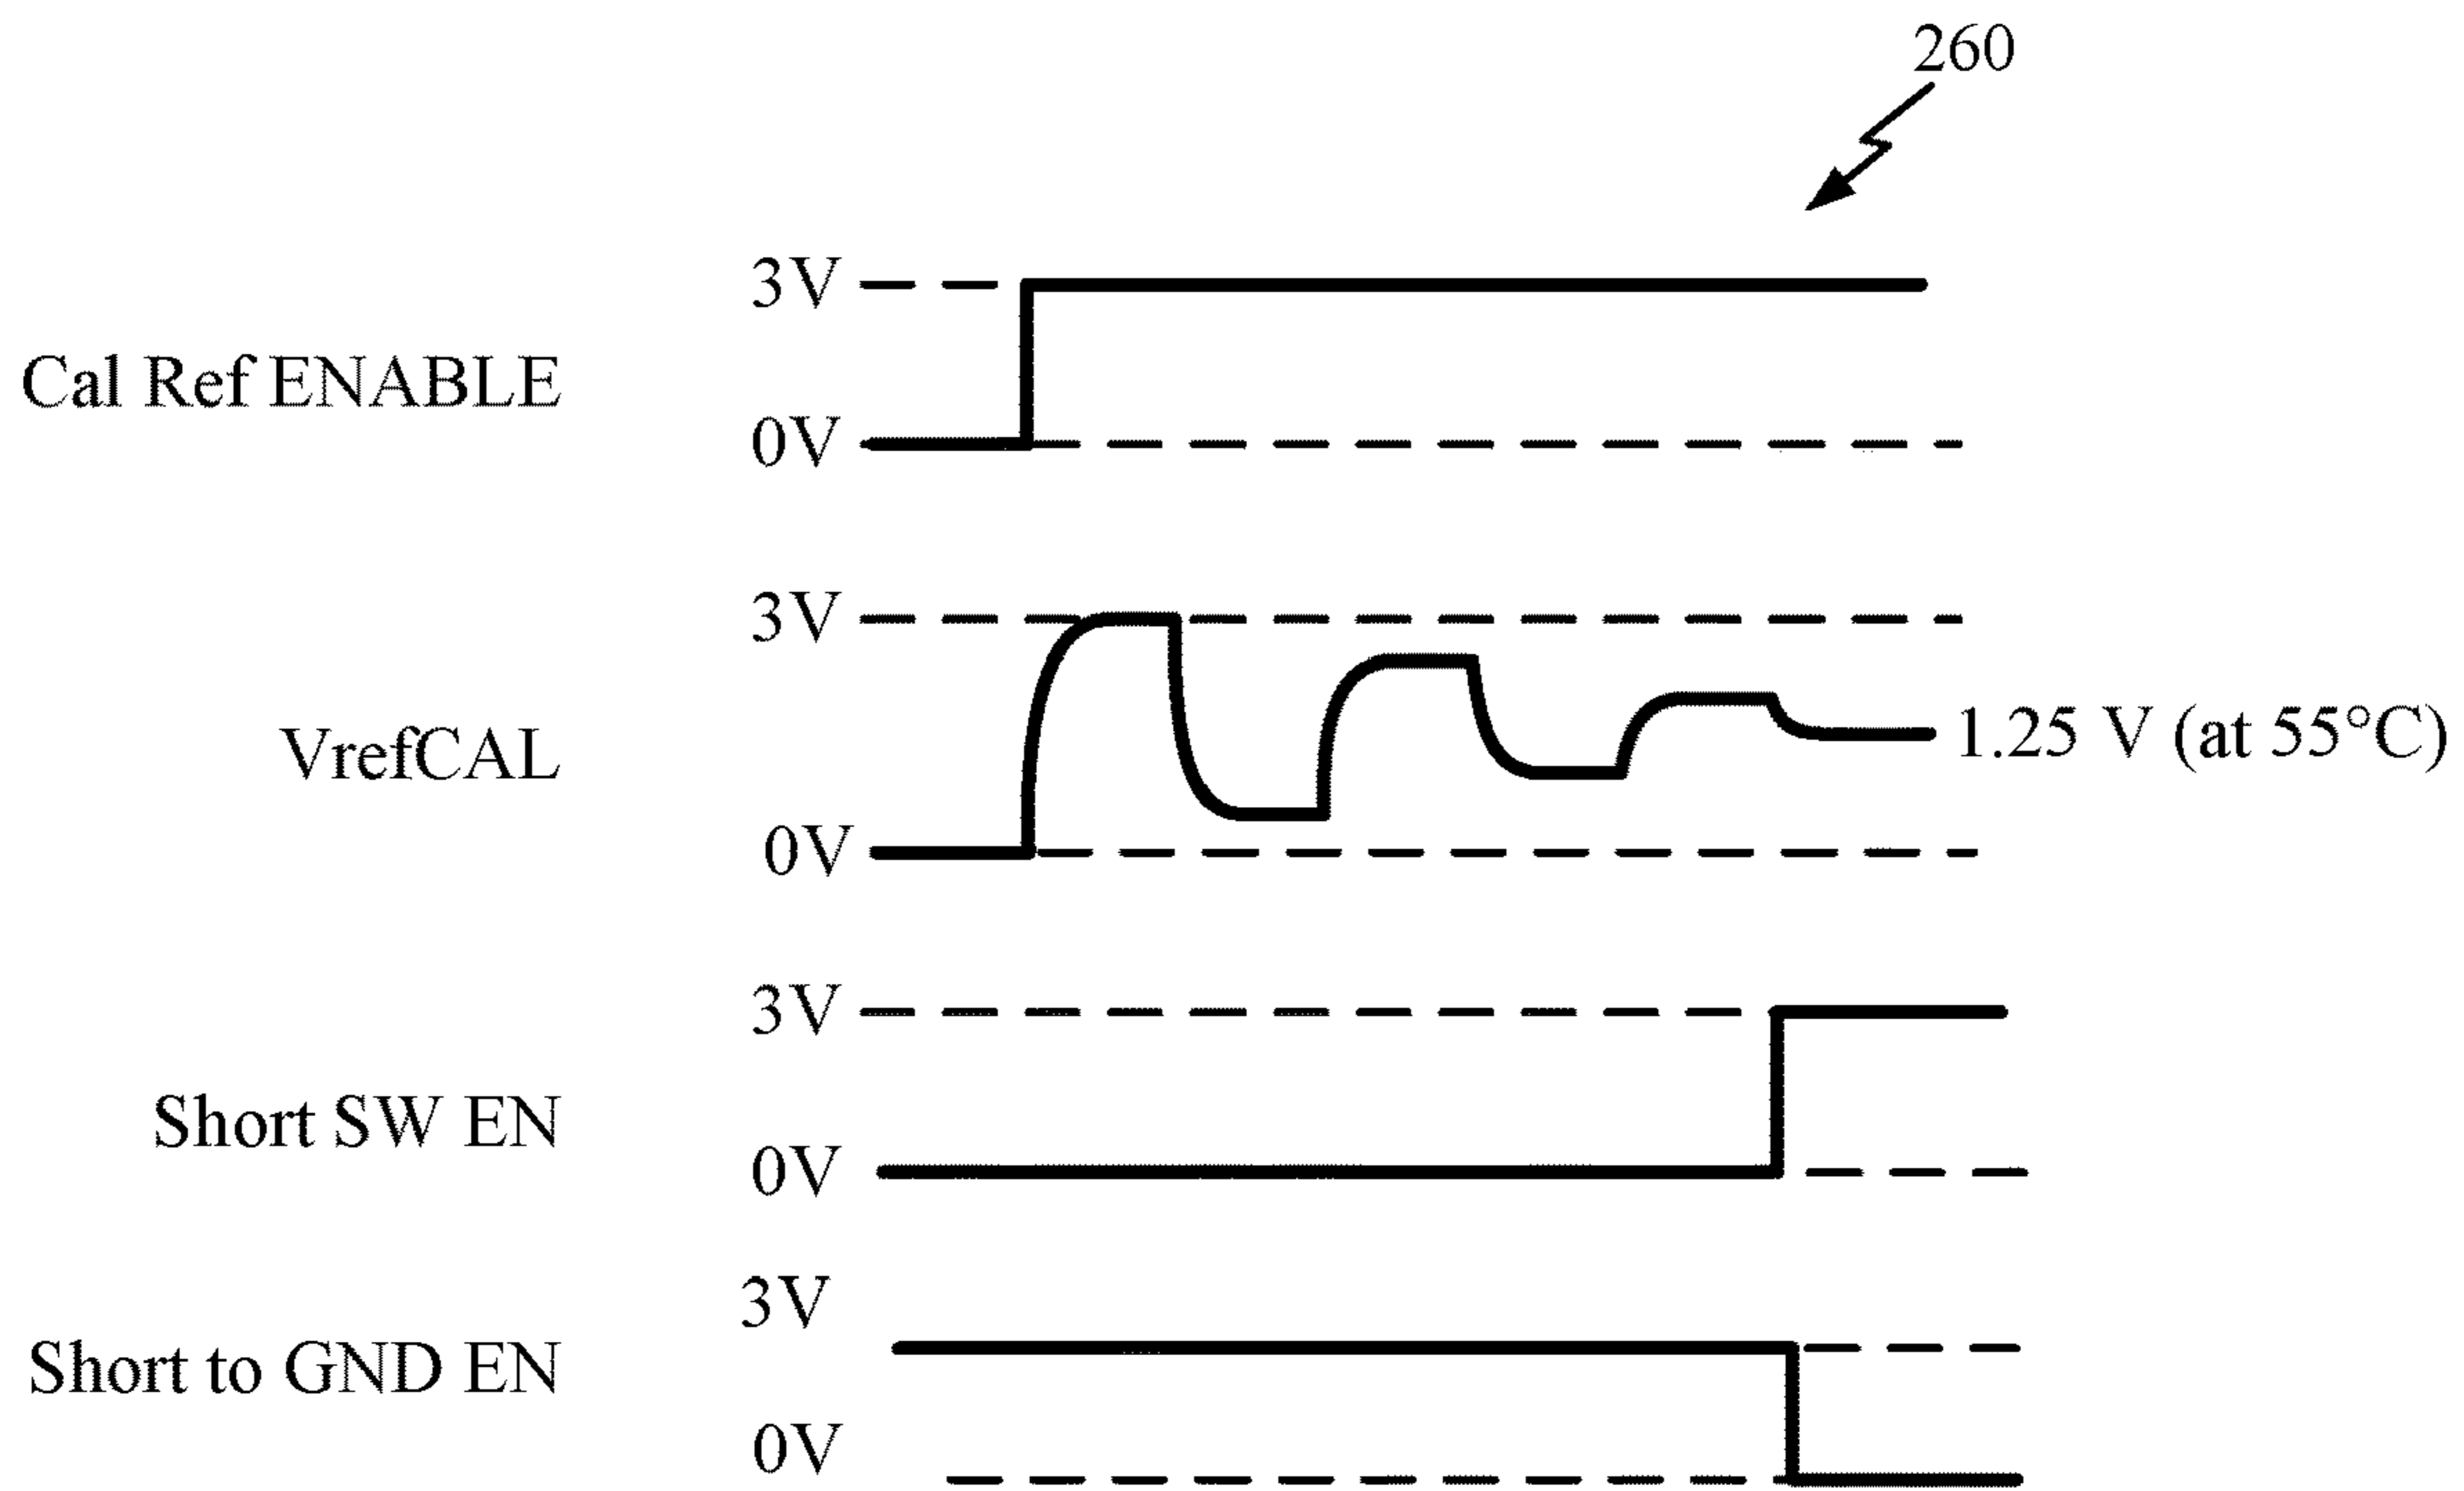 260
3V
Cal Ref ENABLE
0V
3V
VrefCAL
1.25 V (at 55°C)
0V
3V
Short SW EN
0V
3V
Short to GND EN
0V